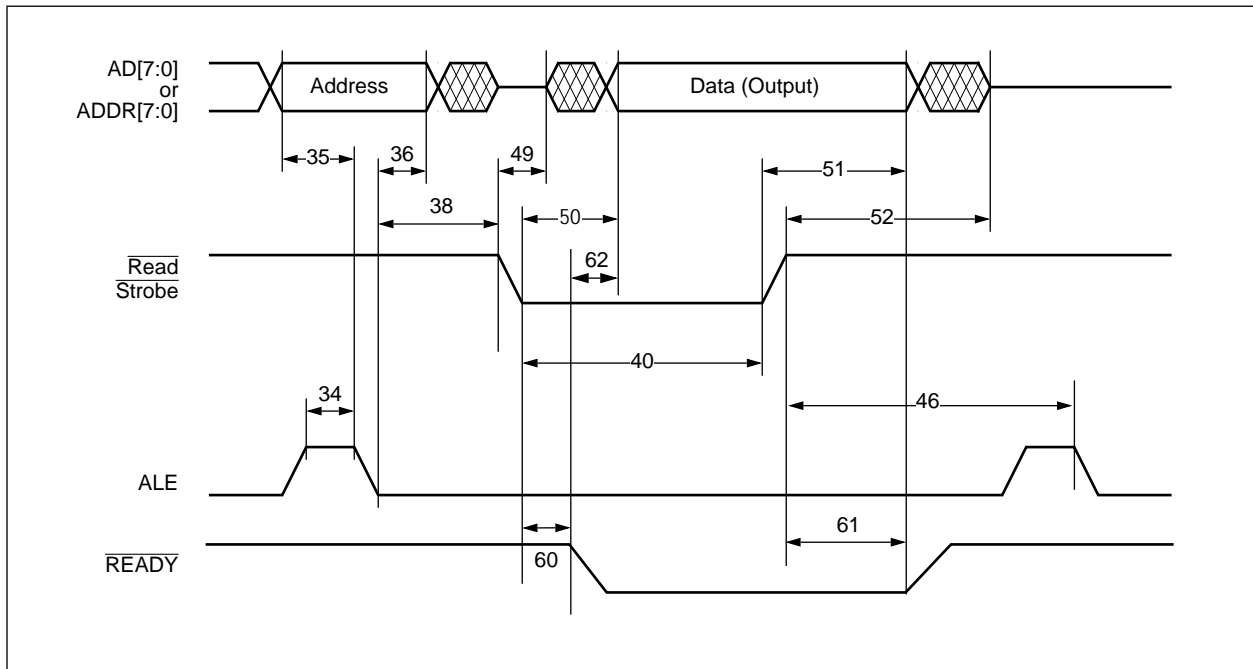 AD[7:0]
or
ADDR[7:0]
Address
Data (Output)
35
36
49
51
38
50
52
Read
Strobe
62
40
34
46
ALE
61
60
READY